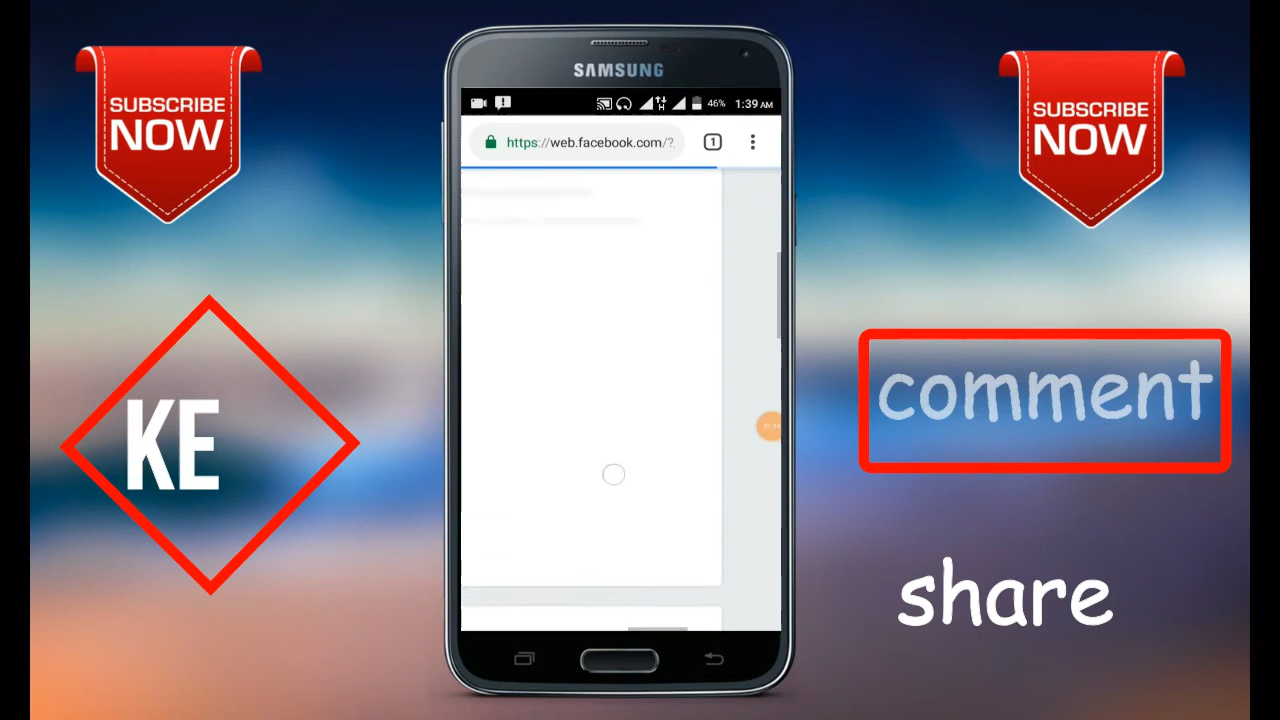 SUBSCRIBE
NOW
SAMSUNG
46% 1:39 AM
https://web.facebook.com/?.
1
SUBSCRIBE
NOW
KE
comment
share